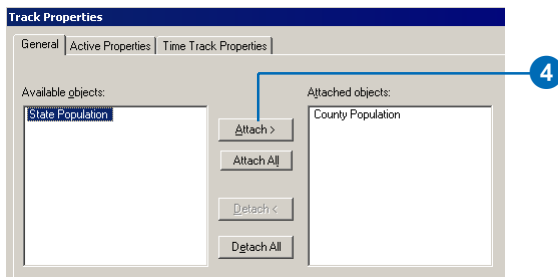 Track Properties
General Active Properties Time Track Properties
4
Available objects: Attached objects:
State Population County Population
Attach >
Attach All
Detach <
Detach All